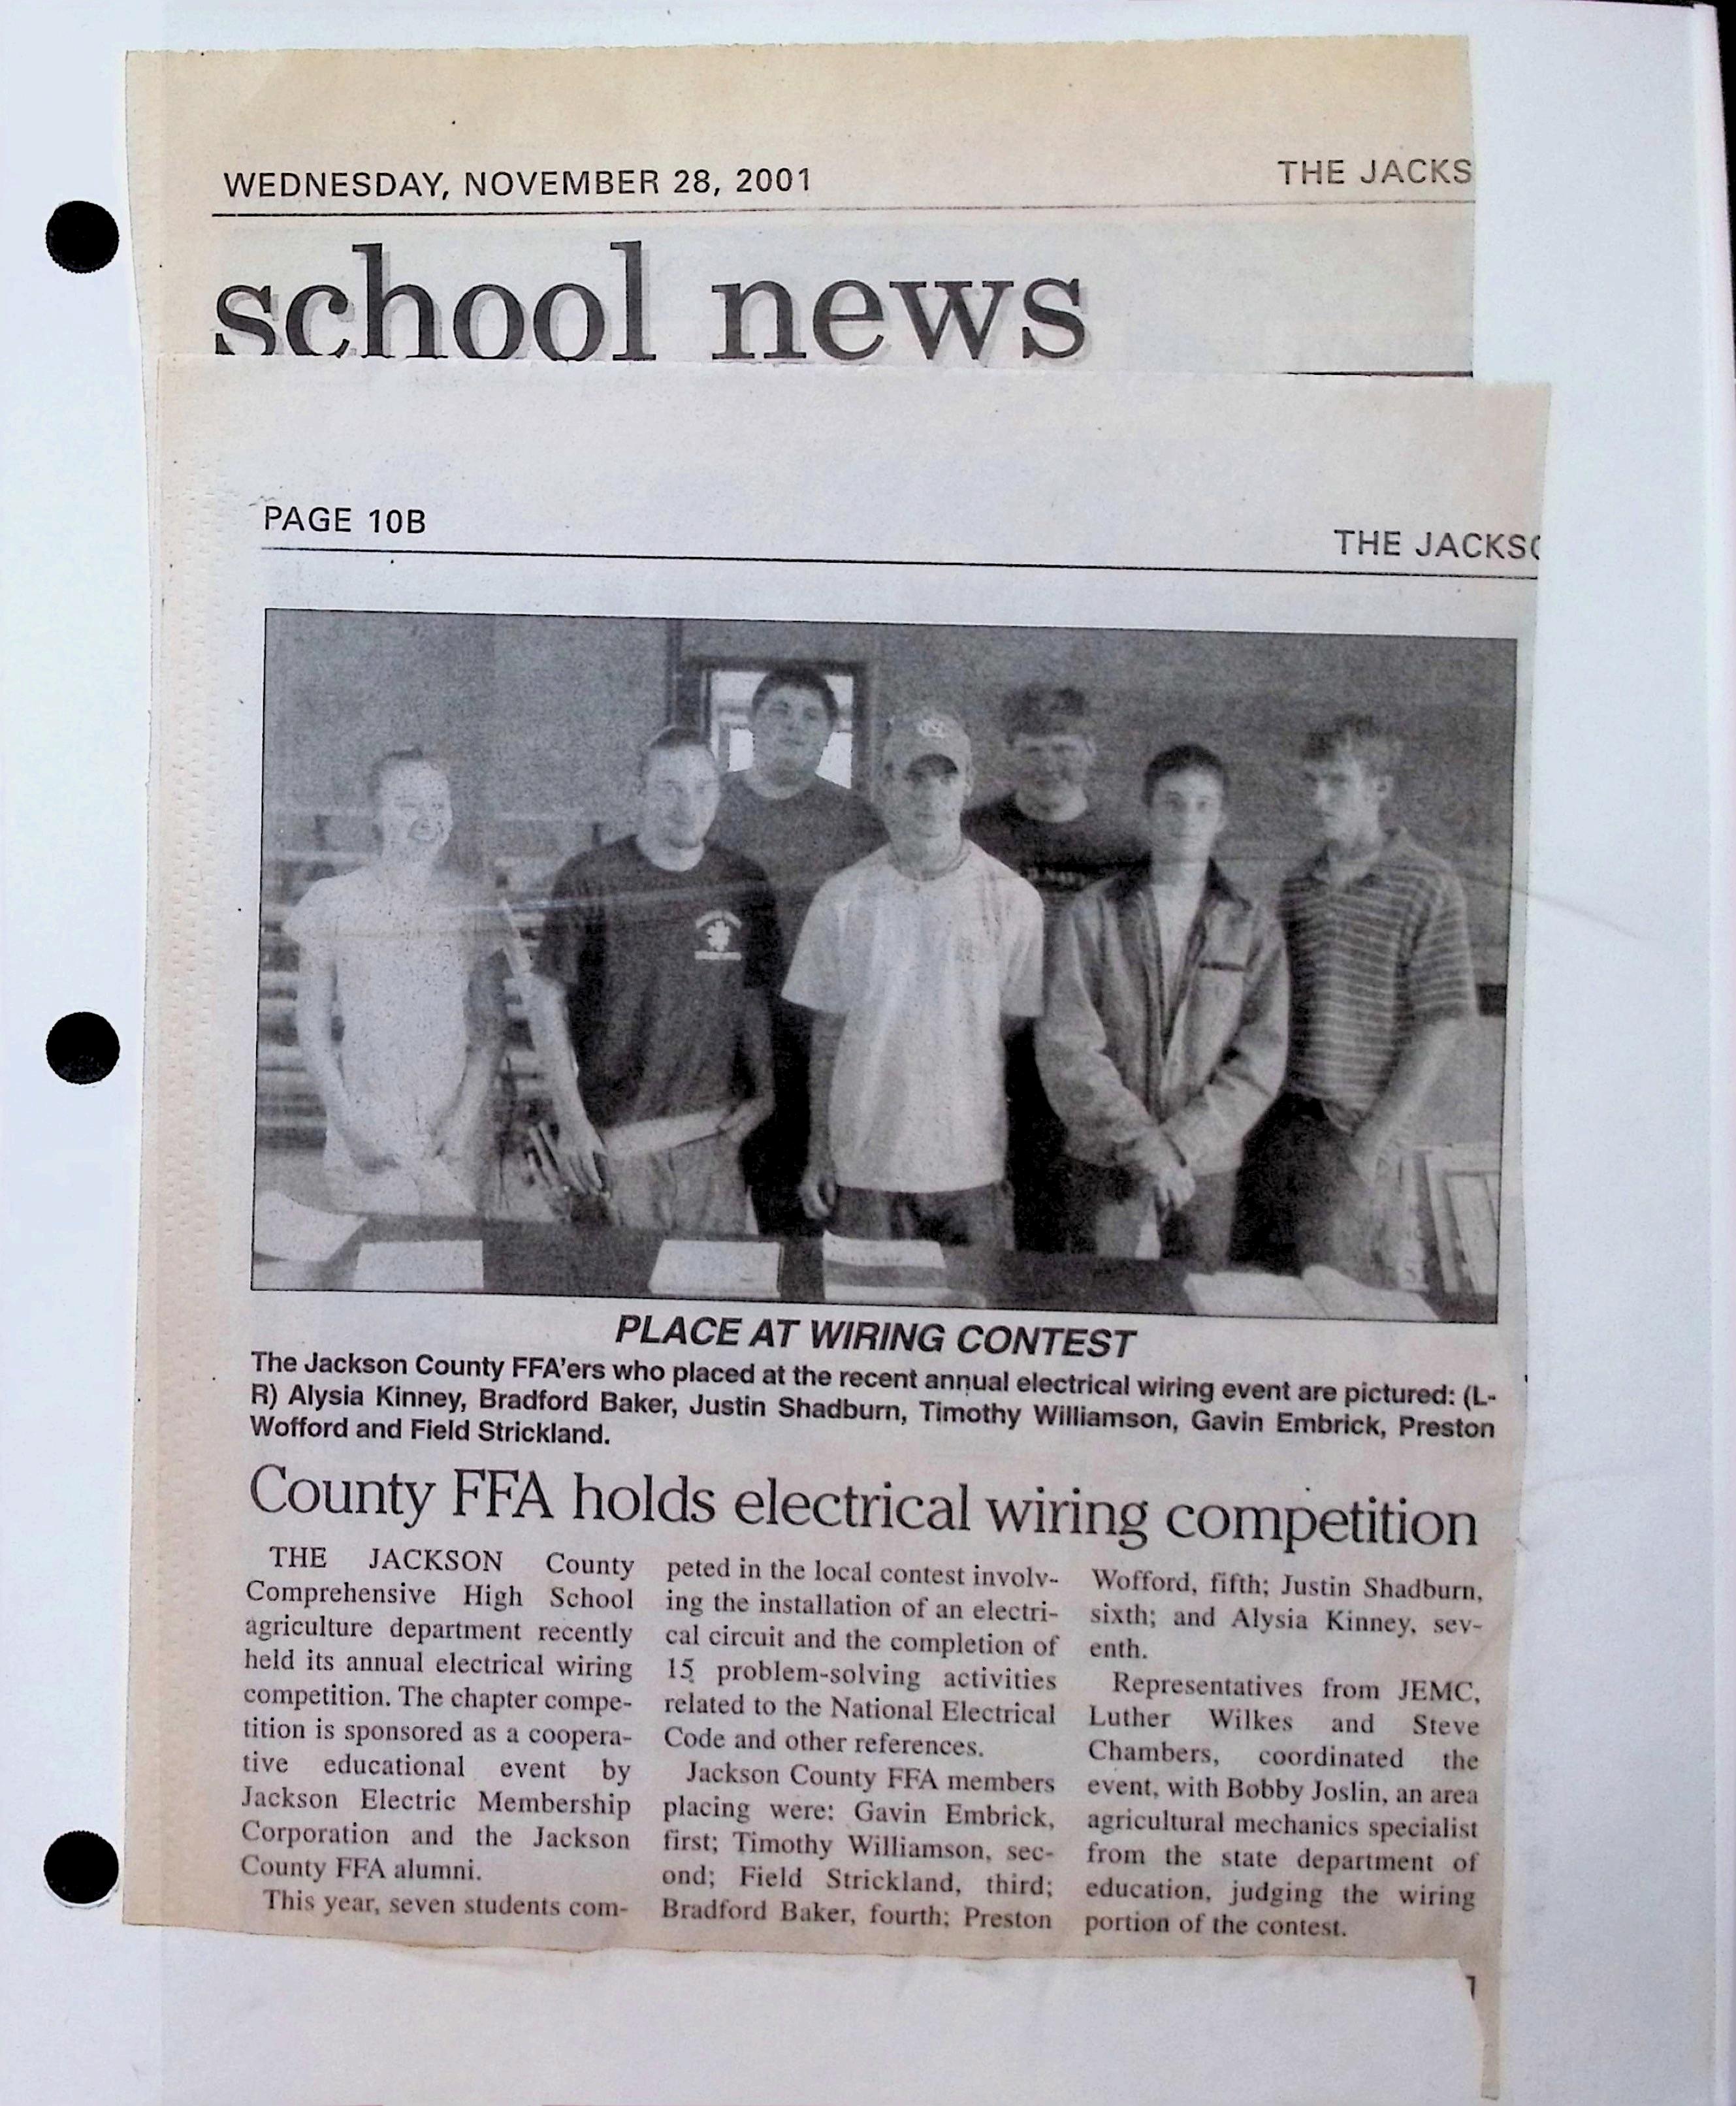 WEDNESDAY, NOVEMBER 28, 2001
THE JACKS
school news
PAGE 10B
THE JACKSO
PLACE AT WIRING CONTEST
The Jackson County FFA'ers who placed at the recent annual electrical wiring event are pictured: (L-
R) Alysia Kinney, Bradford Baker, Justin Shadburn, Timothy Williamson, Gavin Embrick, Preston
Wofford and Field Strickland.
County FFA holds electrical wiring competition
THE JACKSON County
Comprehensive High School
agriculture department recently
held its annual electrical wiring
competition. The chapter compe-
tition is sponsored as a coopera-
tive educational event by
Jackson Electric Membership
Corporation and the Jackson
County FFA alumni.
This year, seven students com-
peted in the local contest involv-
ing the installation of an electri-
cal circuit and the completion of
15 problem-solving activities
related to the National Electrical
Code and other references.
Jackson County FFA members
placing were: Gavin Embrick,
first; Timothy Williamson, sec-
ond; Field Strickland, third;
Bradford Baker, fourth; Preston
Wofford, fifth; Justin Shadburn,
sixth; and Alysia Kinney, sev-
enth.
Representatives from JEMC,
Luther Wilkes and Steve
Chambers, coordinated the
event, with Bobby Joslin, an area
agricultural mechanics specialist
from the state department of
education, judging the wiring
portion of the contest.